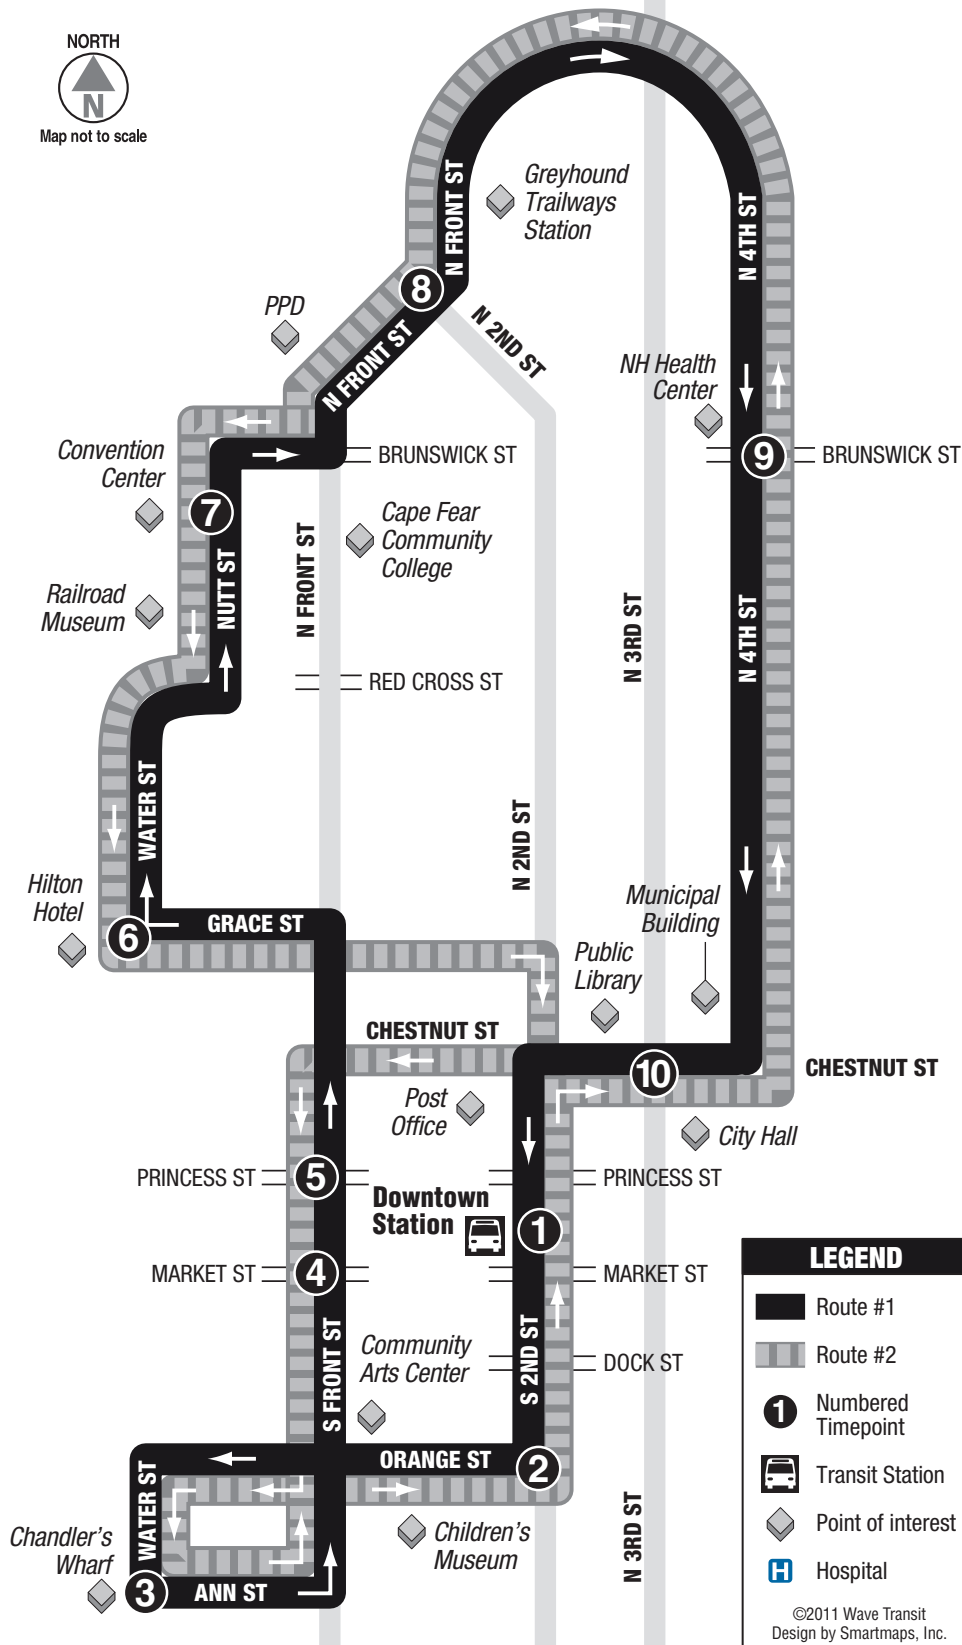 NORTH
N
Map not to scale
N FRONT ST
Greyhound
Trailways
Station
N 4TH ST
8
PPD
N 2ND ST
N FRONT ST
NH Health
Center
Convention
Center
BRUNSWICK ST
9
BRUNSWICK ST
7
Cape Fear
Community
College
N FRONT ST
NUTT ST
Railroad
Museum
N 3RD ST
N 4TH ST
RED CROSS ST
WATER ST
N 2ND ST
Hilton
Hotel
6
GRACE ST
Municipal
Building
Public
Library
CHESTNUT ST
10
CHESTNUT ST
Post
Office
City Hall
PRINCESS ST
5
PRINCESS ST
Downtown
Station
1
MARKET ST
4
MARKET ST
S FRONT ST
Community
Arts Center
S 2ND ST
DOCK ST
ORANGE ST
2
WATER ST
Chandler's
Wharf
Children's
Museum
N 3RD ST
3
ANN ST
LEGEND
Route #1
Route #2
1
Numbered
Timepoint
Transit Station
Point of interest
H
Hospital
©2011 Wave Transit
Design by Smartmaps, Inc.